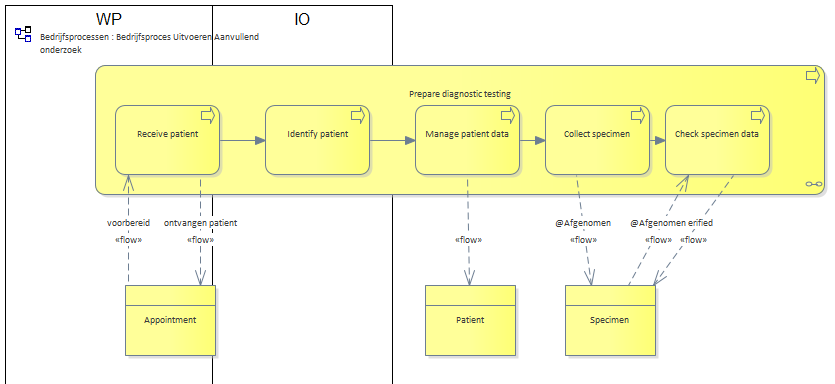 WP
IO
Bedrijfsprocessen : Bedrijfsproces Uitvoeren Aanvullend
onderzoek
Prepare diagnostic testing
Receive patient
Identify patient
Manage patient data
Collect specimen
Check specimen data
voorbereid
ontvangen patient
@Afgenomen
@Afgenomen
erified
«flow»
«flow»
«flow»
«flow»
«flow»
«flow»
Appointment
Patient
Specimen